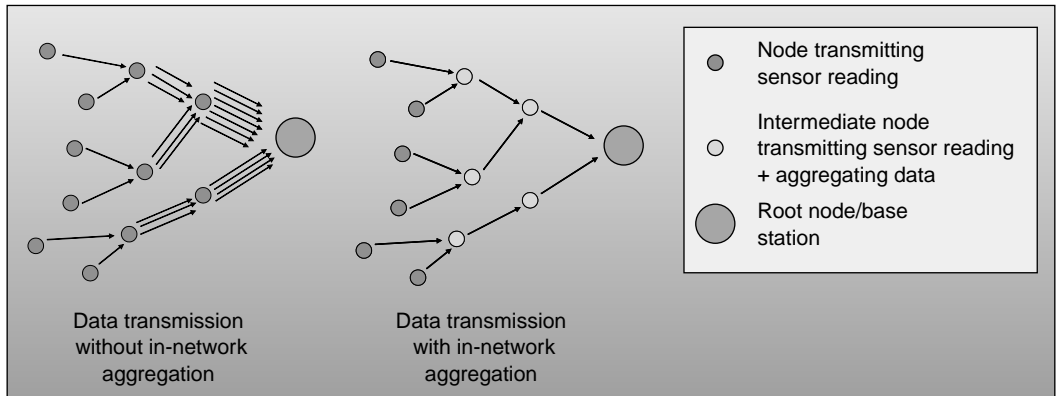 Node transmitting
sensor reading
Intermediate node
transmitting sensor reading
+ aggregating data
Root node/base
station
Data transmission
without in-network
aggregation
Data transmission
with in-network
aggregation